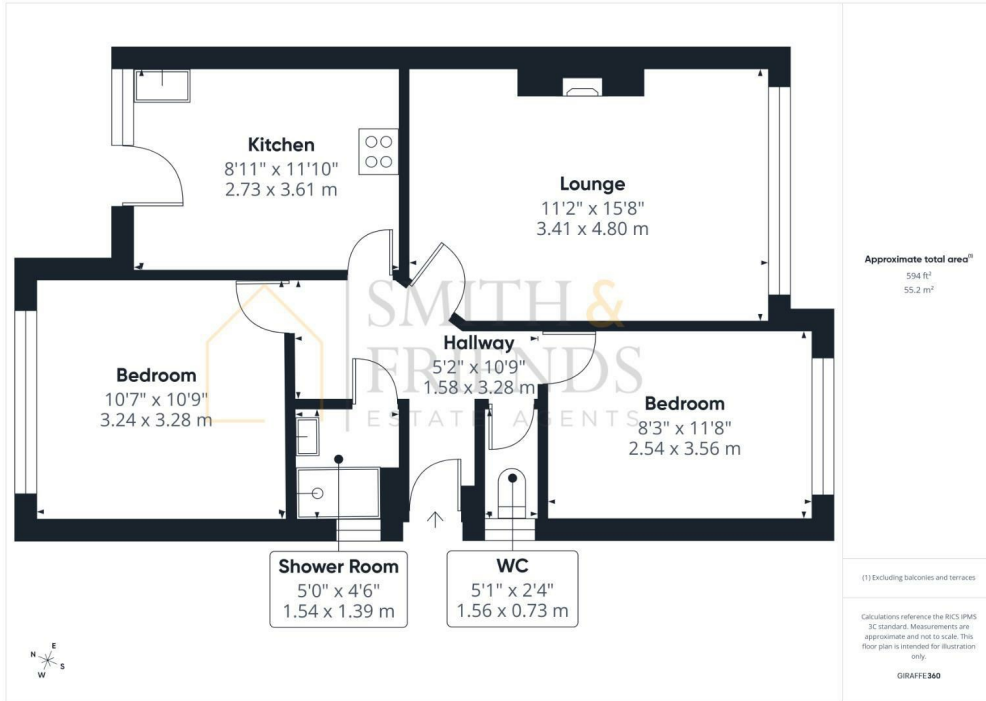 Kitchen
8'11" x 11'10"
2.73 x 3.61 m
Lounge
11'2" x 15'8"
3.41 x 4.80 m
SMITH &
FRIENDS
ESTATE AGENTS
Hallway
5'2" x 10'9"
1.58 x 3.28 m
Bedroom
10'7" x 10'9"
3.24 x 3.28 m
Bedroom
8'3" x 11'8"
2.54 x 3.56 m
Shower Room
5'0" x 4'6"
1.54 x 1.39 m
WC
5'1" x 2'4"
1.56 x 0.73 m
N E S W
Approximate total area(1)
594 ft²
55.2 m²
(1) Excluding balconies and terraces
Calculations reference the RICS IPMS
3C standard. Measurements are
approximate and not to scale. This
floor plan is intended for illustration
only.
GIRAFFE360